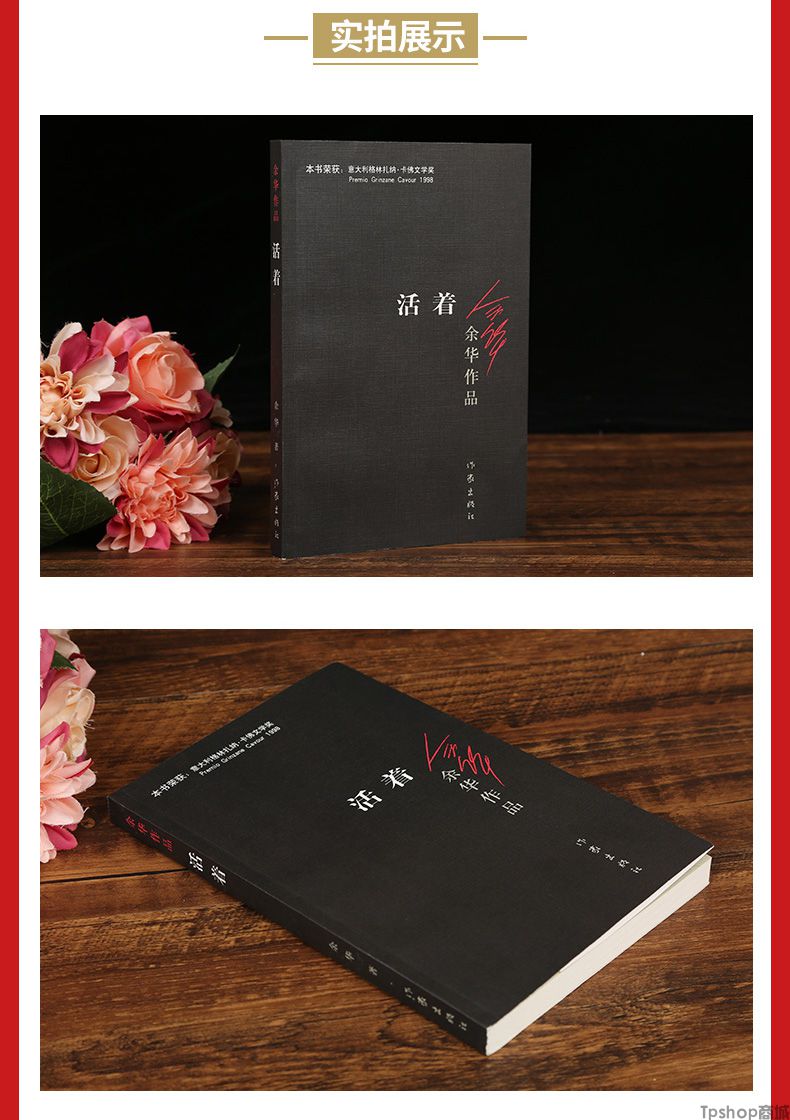 实拍展示
余华作品
活着
余华著·作家出版社
本书荣获：意大利格林扎纳·卡佛文学奖
Premio Grinzane Cavour 1998
活着
余华
余华作品
作家出版社
本书荣获：意大利格林扎纳·卡佛文学奖
Premio Grinzane Cavour 1998
活着
余华
余华作品
作家出版社
余华作品
活着
余华著·作家出版社
Tpshop商城